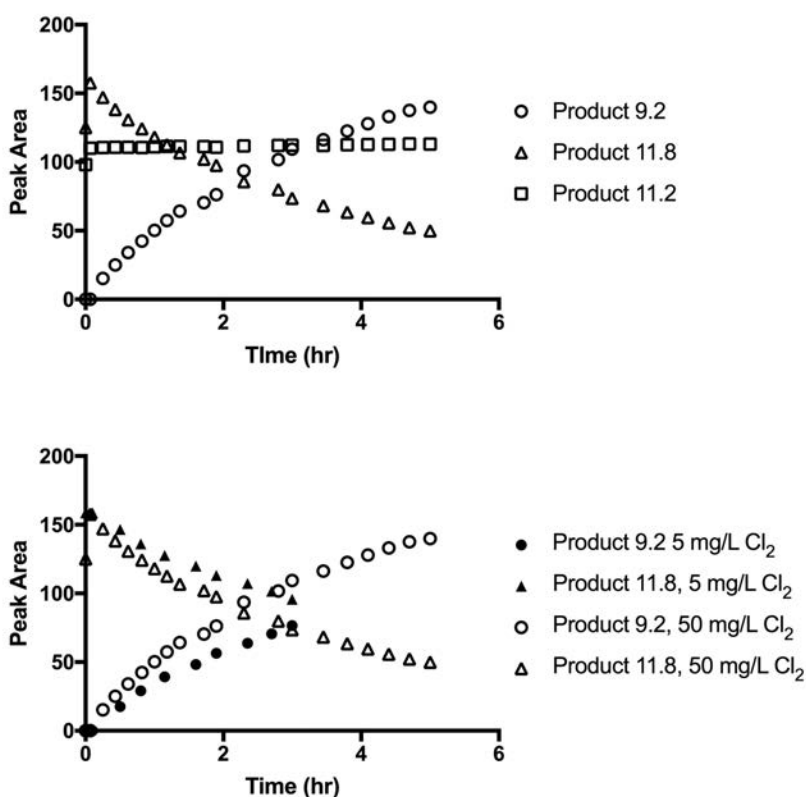 200
150
100
50
0
Peak Area
0
2
4
6
TIme (hr)
Product 9.2
Product 11.8
Product 11.2
200
150
100
50
0
Peak Area
0
2
4
6
Time (hr)
Product 9.2 5 mg/L Cl₂
Product 11.8, 5 mg/L Cl₂
Product 9.2, 50 mg/L Cl₂
Product 11.8, 50 mg/L Cl₂